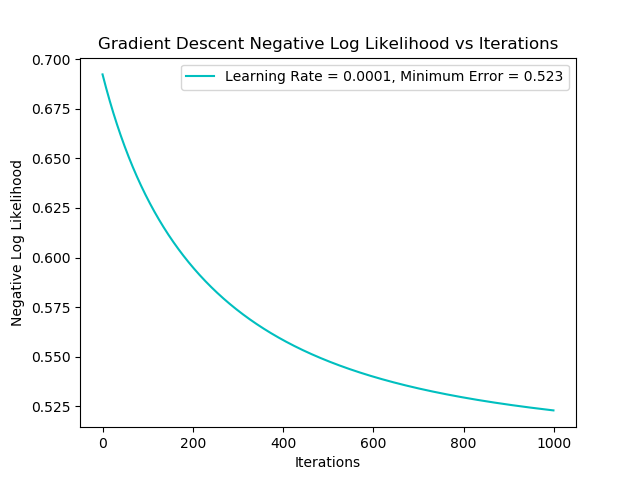 Gradient Descent Negative Log Likelihood vs Iterations
Learning Rate = 0.0001, Minimum Error = 0.523
Negative Log Likelihood
0.700
0.675
0.650
0.625
0.600
0.575
0.550
0.525
0 200 400 600 800 1000
Iterations